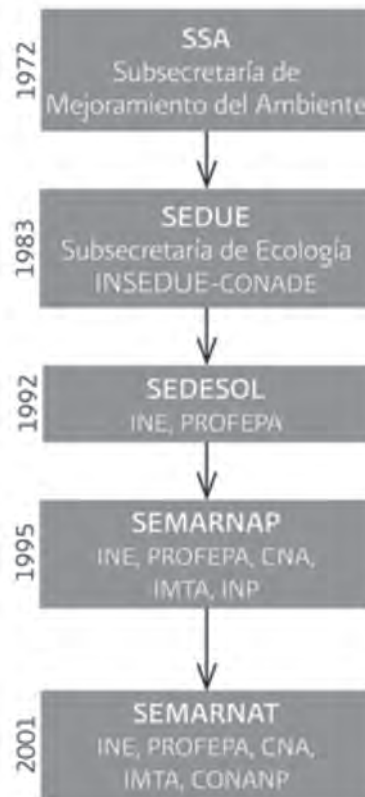 1972
SSA
Subsecretaría de
Mejoramiento del Ambiente
1983
SEDUE
Subsecretaría de Ecología
INSEDUE-CONADE
1992
SEDESOL
INE, PROFEPA
1995
SEMARNAP
INE, PROFEPA, CNA,
IMTA, INP
2001
SEMARNAT
INE, PROFEPA, CNA,
IMTA, CONANP